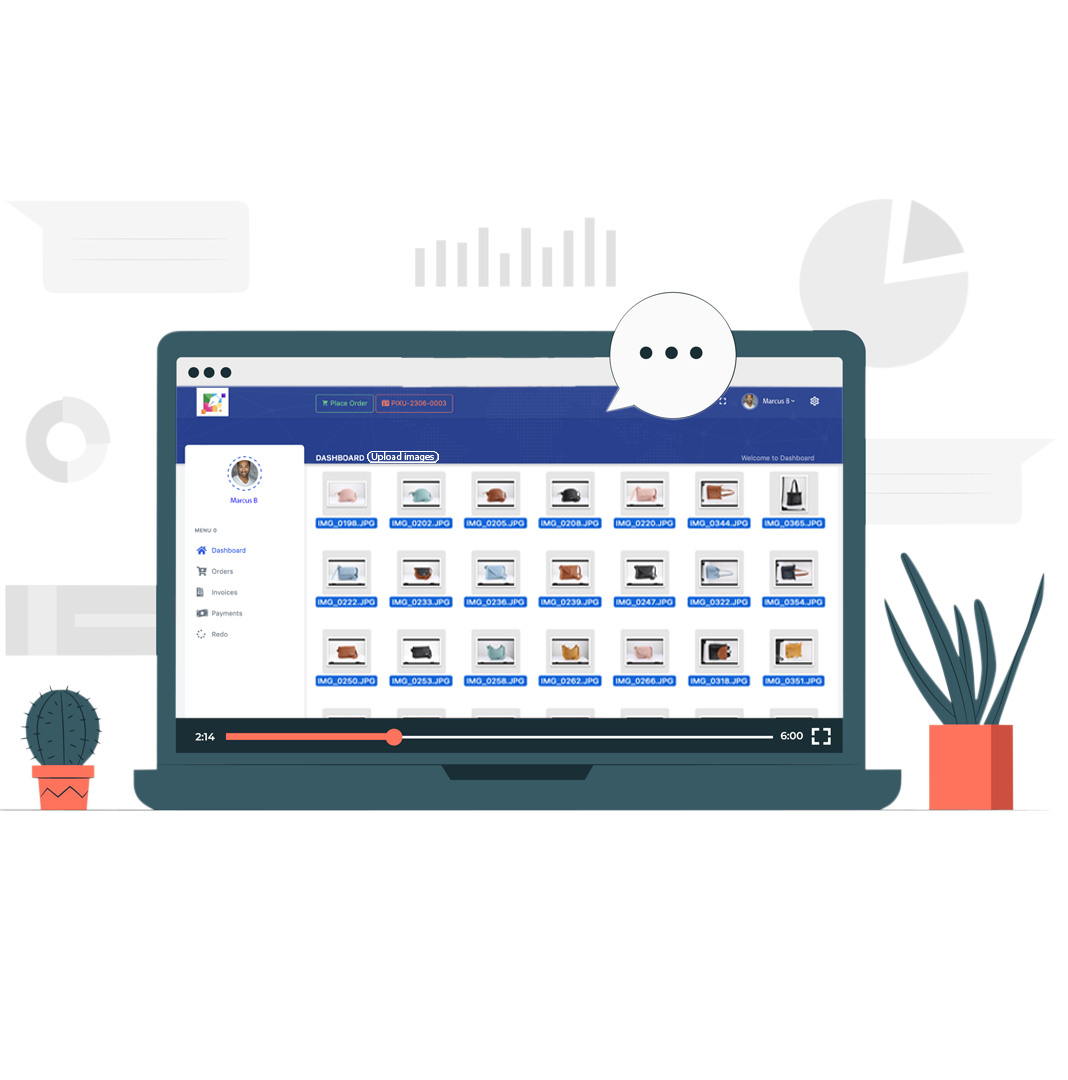 Place Order PIXU-2306-0003 Marcus B
DASHBOARD Upload images Welcome to Dashboard
Marcus B
MENU 0
Dashboard
Orders
Invoices
Payments
Redo
IMG_0198.JPG IMG_0202.JPG IMG_0205.JPG IMG_0208.JPG IMG_0220.JPG IMG_0344.JPG IMG_0365.JPG
IMG_0222.JPG IMG_0233.JPG IMG_0236.JPG IMG_0239.JPG IMG_0247.JPG IMG_0322.JPG IMG_0354.JPG
IMG_0250.JPG IMG_0253.JPG IMG_0258.JPG IMG_0262.JPG IMG_0266.JPG IMG_0318.JPG IMG_0351.JPG
2:14 6:00